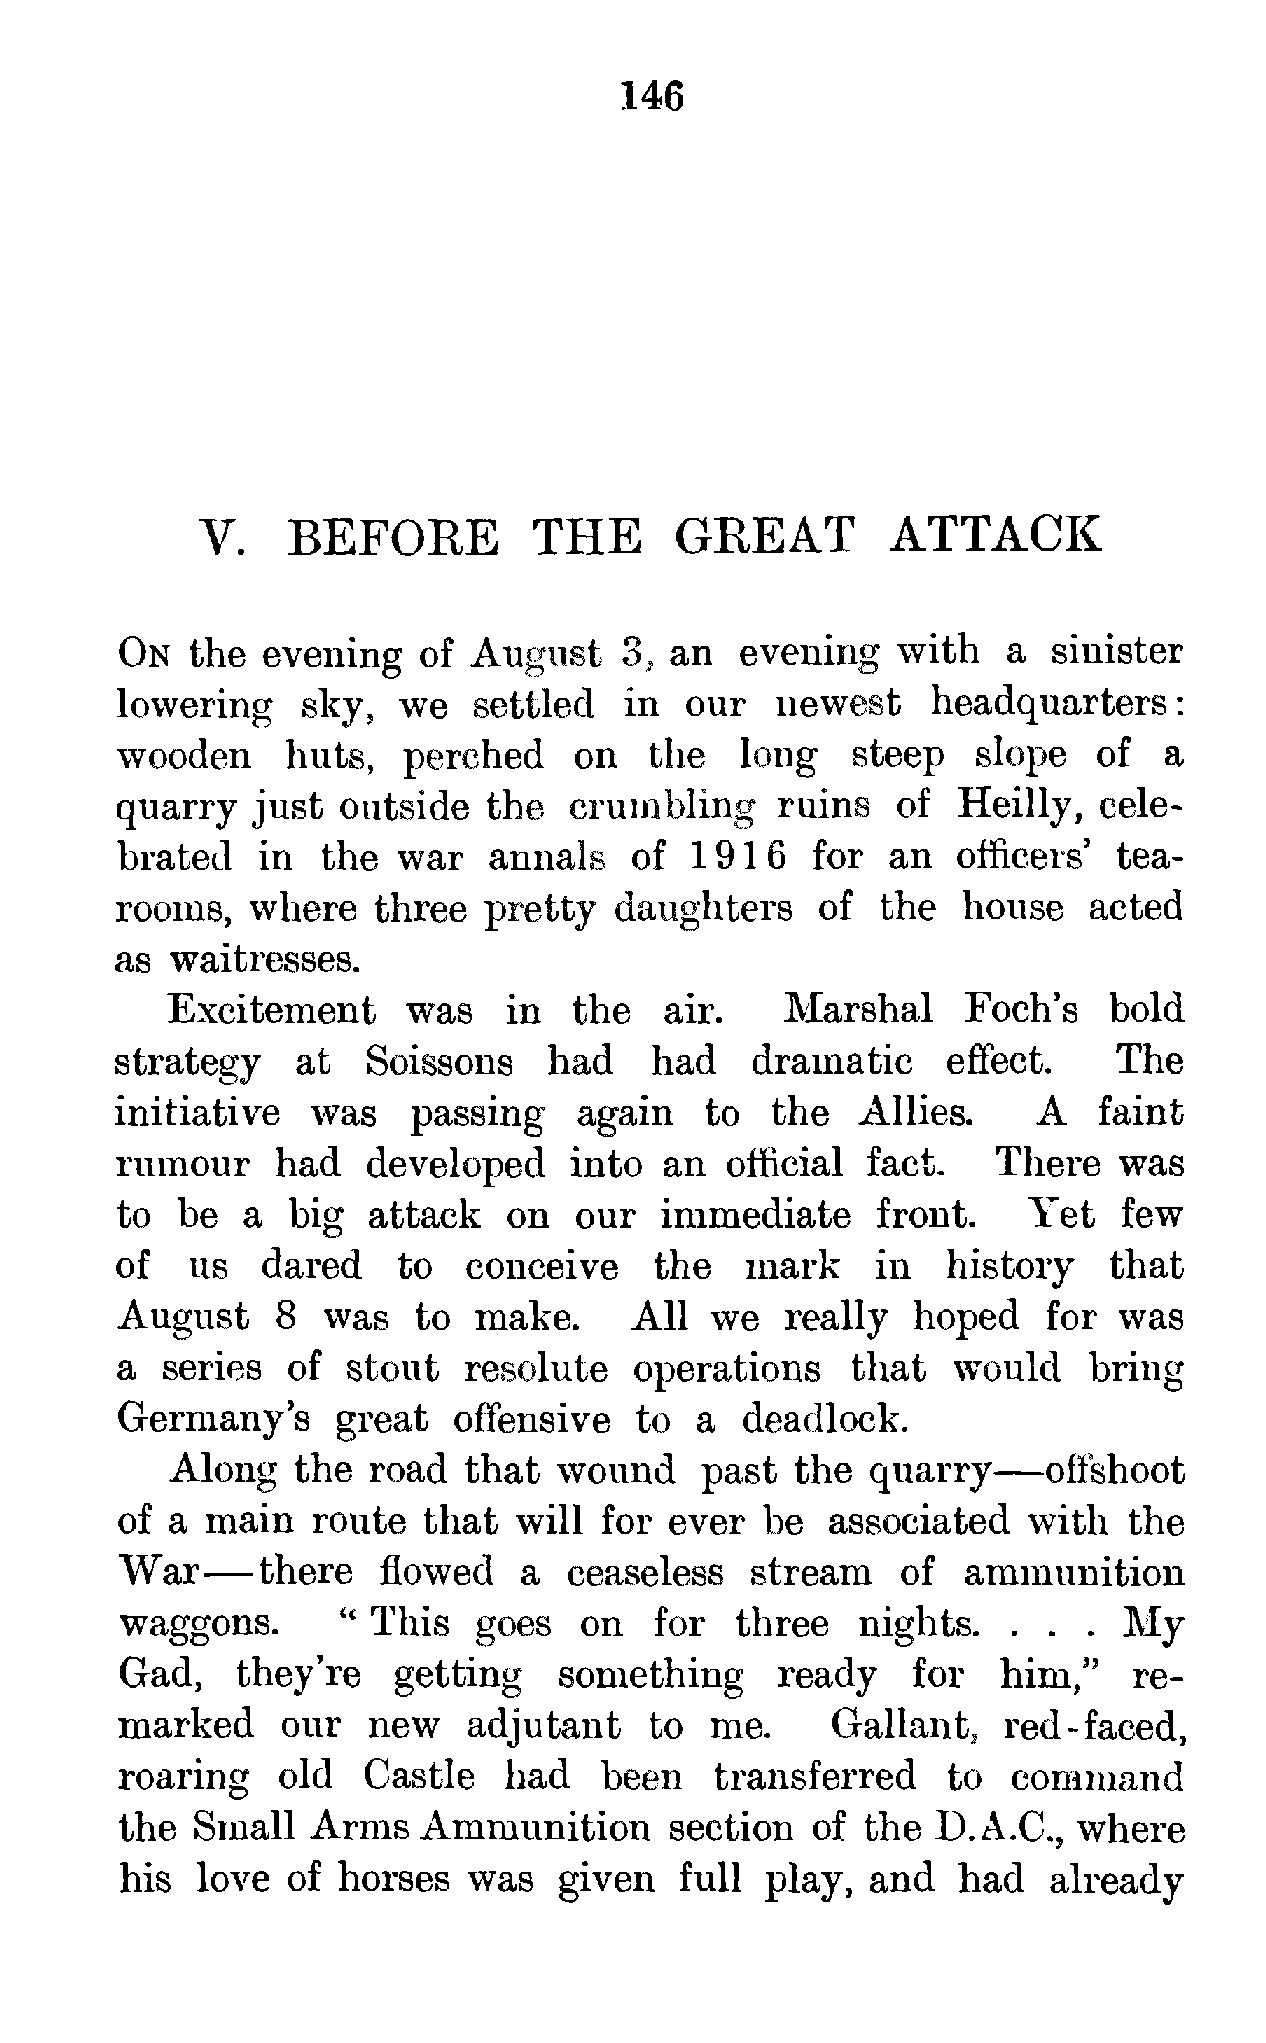 146
V. BEFORE THE GREAT ATTACK
ON the evening of August 3, an evening with a sinister
lowering sky, we settled in our newest headquarters:
wooden huts, perched on the long steep slope of a
quarry just outside the crumbling ruins of Heilly, cele-
brated in the war annals of 1916 for an officers' tea-
rooms, where three pretty daughters of the house acted
as waitresses.
Excitement was in the air. Marshal Foch's bold
strategy at Soissons had had dramatic effect. The
initiative was passing again to the Allies. A faint
rumour had developed into an official fact. There was
to be a big attack on our immediate front. Yet few
of us dared to conceive the mark in history that
August 8 was to make. All we really hoped for was
a series of stout resolute operations that would bring
Germany's great offensive to a deadlock.
Along the road that wound past the quarry—offshoot
of a main route that will for ever be associated with the
War—there flowed a ceaseless stream of ammunition
waggons. "This goes on for three nights. . . . My
Gad, they're getting something ready for him," re-
marked our new adjutant to me. Gallant, red-faced,
roaring old Castle had been transferred to command
the Small Arms Ammunition section of the D.A.C., where
his love of horses was given full play, and had already